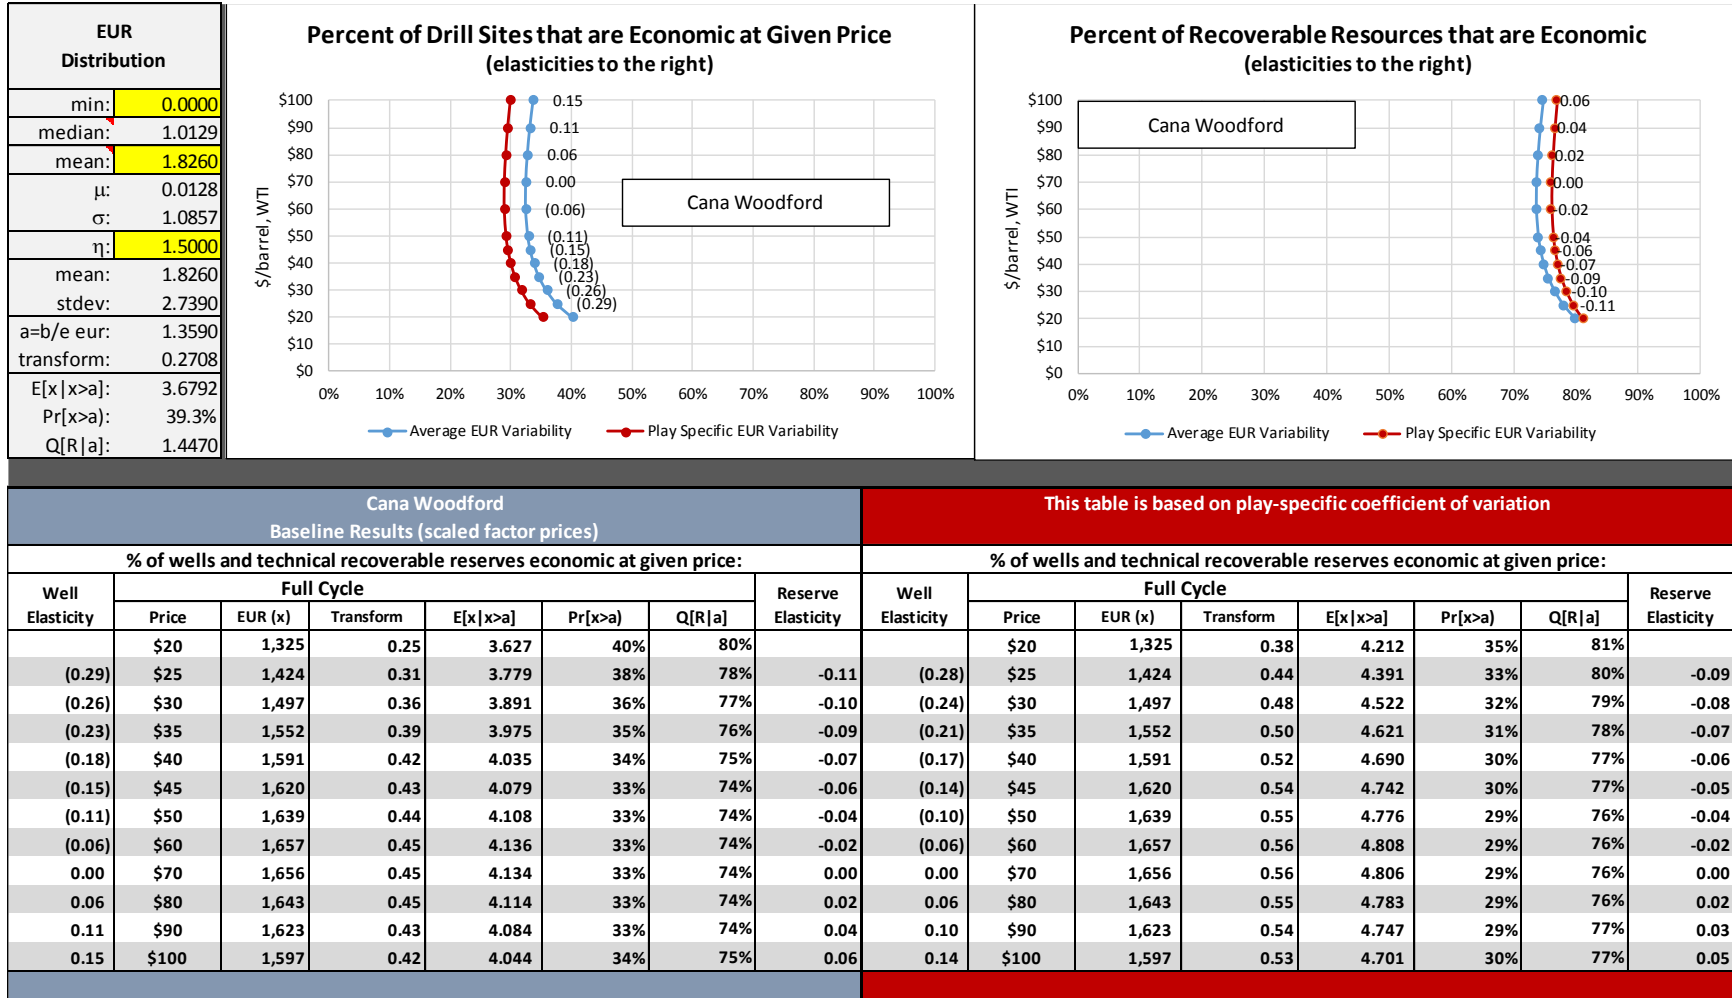 EUR
Distribution
min: 0.0000
median: 1.0129
mean: 1.8260
μ: 0.0128
σ: 1.0857
η: 1.5000
mean: 1.8260
stdev: 2.7390
a=b/e eur: 1.3590
transform: 0.2708
E[x|x>a]: 3.6792
Pr[x>a): 39.3%
Q[R|a]: 1.4470
Percent of Drill Sites that are Economic at Given Price
(elasticities to the right)
$/barrel, WTI
$100
$90
$80
$70
$60
$50
$40
$30
$20
$10
$0
0.15
0.11
0.06
0.00
(0.06)
(0.11)
(0.15)
(0.18)
(0.23)
(0.26)
(0.29)
Cana Woodford
0% 10% 20% 30% 40% 50% 60% 70% 80% 90% 100%
Average EUR Variability Play Specific EUR Variability
Percent of Recoverable Resources that are Economic
(elasticities to the right)
$/barrel, WTI
$100
$90
$80
$70
$60
$50
$40
$30
$20
$10
$0
Cana Woodford
0.06
0.04
0.02
0.00
-0.02
-0.04
-0.06
-0.07
-0.09
-0.10
-0.11
0% 10% 20% 30% 40% 50% 60% 70% 80% 90% 100%
Average EUR Variability Play Specific EUR Variability
Cana Woodford
Baseline Results (scaled factor prices)
% of wells and technical recoverable reserves economic at given price:
Well Elasticity Full Cycle Reserve Elasticity
Price EUR (x) Transform E[x|x>a] Pr(x>a) Q[R|a]
$20 1,325 0.25 3.627 40% 80%
(0.29) $25 1,424 0.31 3.779 38% 78% -0.11
(0.26) $30 1,497 0.36 3.891 36% 77% -0.10
(0.23) $35 1,552 0.39 3.975 35% 76% -0.09
(0.18) $40 1,591 0.42 4.035 34% 75% -0.07
(0.15) $45 1,620 0.43 4.079 33% 74% -0.06
(0.11) $50 1,639 0.44 4.108 33% 74% -0.04
(0.06) $60 1,657 0.45 4.136 33% 74% -0.02
0.00 $70 1,656 0.45 4.134 33% 74% 0.00
0.06 $80 1,643 0.45 4.114 33% 74% 0.02
0.11 $90 1,623 0.43 4.084 33% 74% 0.04
0.15 $100 1,597 0.42 4.044 34% 75% 0.06
This table is based on play-specific coefficient of variation
% of wells and technical recoverable reserves economic at given price:
Well Elasticity Full Cycle Reserve Elasticity
Price EUR (x) Transform E[x|x>a] Pr(x>a) Q[R|a]
$20 1,325 0.38 4.212 35% 81%
(0.28) $25 1,424 0.44 4.391 33% 80% -0.09
(0.24) $30 1,497 0.48 4.522 32% 79% -0.08
(0.21) $35 1,552 0.50 4.621 31% 78% -0.07
(0.17) $40 1,591 0.52 4.690 30% 77% -0.06
(0.14) $45 1,620 0.54 4.742 30% 77% -0.05
(0.10) $50 1,639 0.55 4.776 29% 76% -0.04
(0.06) $60 1,657 0.56 4.808 29% 76% -0.02
0.00 $70 1,656 0.56 4.806 29% 76% 0.00
0.06 $80 1,643 0.55 4.783 29% 76% 0.02
0.10 $90 1,623 0.54 4.747 29% 77% 0.03
0.14 $100 1,597 0.53 4.701 30% 77% 0.05